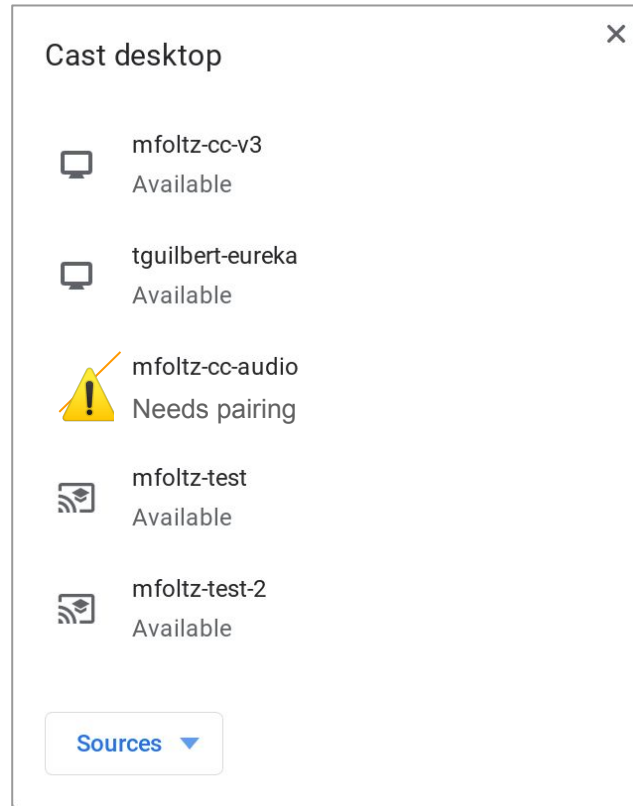 Cast desktop
mfoltz-cc-v3
Available
tguilbert-eureka
Available
mfoltz-cc-audio
Needs pairing
mfoltz-test
Available
mfoltz-test-2
Available
Sources